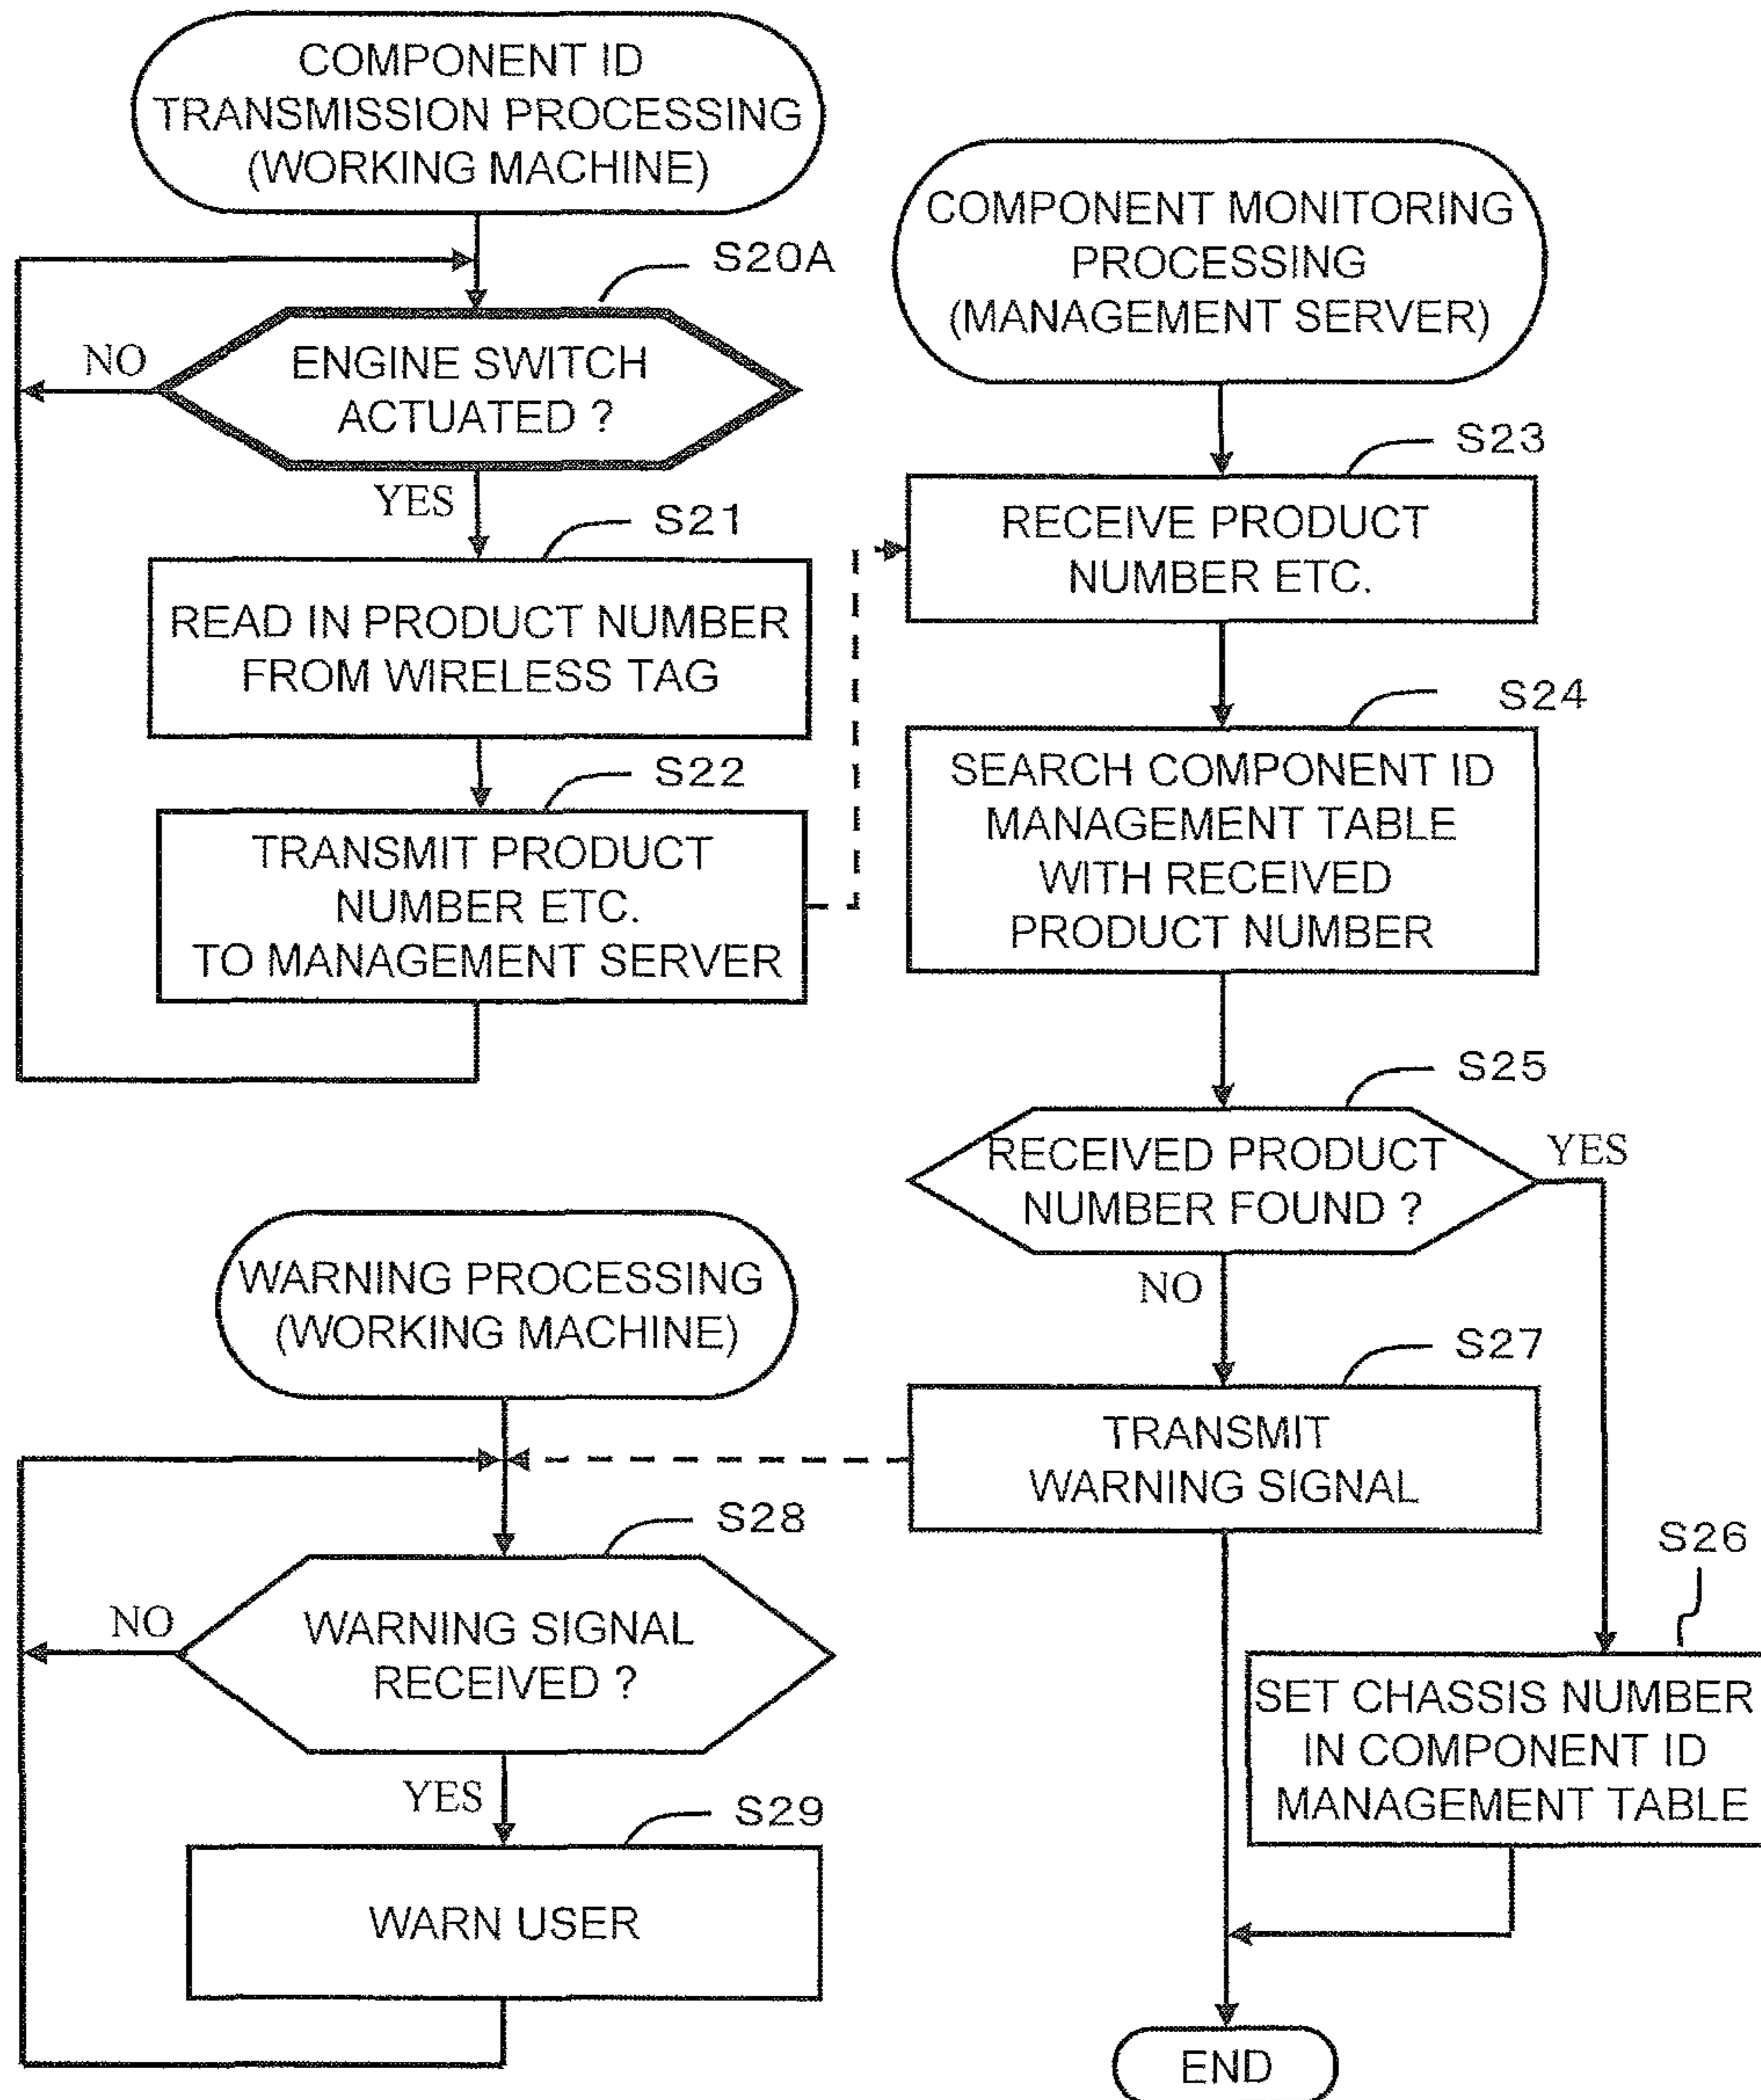 COMPONENT ID
TRANSMISSION PROCESSING
(WORKING MACHINE)
S20A
ENGINE SWITCH
ACTUATED ?
NO
YES
S21
READ IN PRODUCT NUMBER
FROM WIRELESS TAG
S22
TRANSMIT PRODUCT
NUMBER ETC.
TO MANAGEMENT SERVER
COMPONENT MONITORING
PROCESSING
(MANAGEMENT SERVER)
S23
RECEIVE PRODUCT
NUMBER ETC.
S24
SEARCH COMPONENT ID
MANAGEMENT TABLE
WITH RECEIVED
PRODUCT NUMBER
S25
RECEIVED PRODUCT
NUMBER FOUND ?
YES
NO
S27
TRANSMIT
WARNING SIGNAL
S26
SET CHASSIS NUMBER
IN COMPONENT ID
MANAGEMENT TABLE
END
WARNING PROCESSING
(WORKING MACHINE)
S28
WARNING SIGNAL
RECEIVED ?
NO
YES
S29
WARN USER